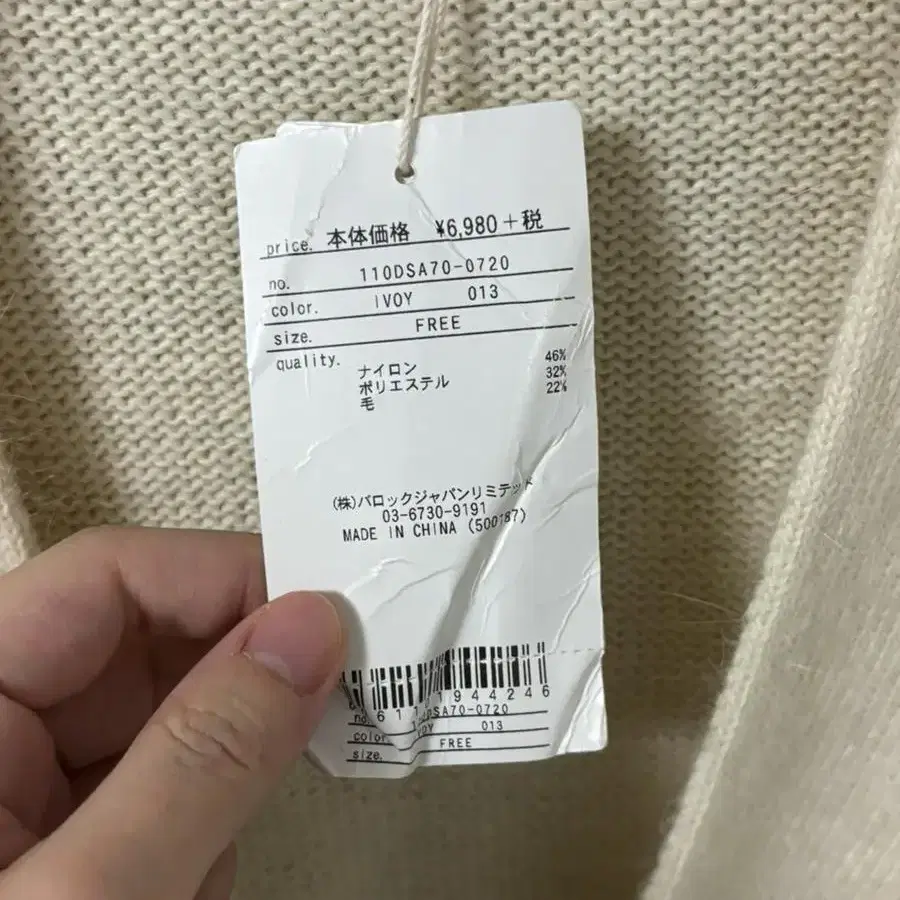 price. 本体価格 ¥6,980+税
no. 110DSA70-0720
color. IVOY 013
size. FREE
quality. ナイロン 46%
ポリエステル 32%
毛 22%
(株)バロックジャパンリミテッド
03-6730-9191
MADE IN CHINA (500187)
944246
no. DSA70-0720
color 013
size. FREE